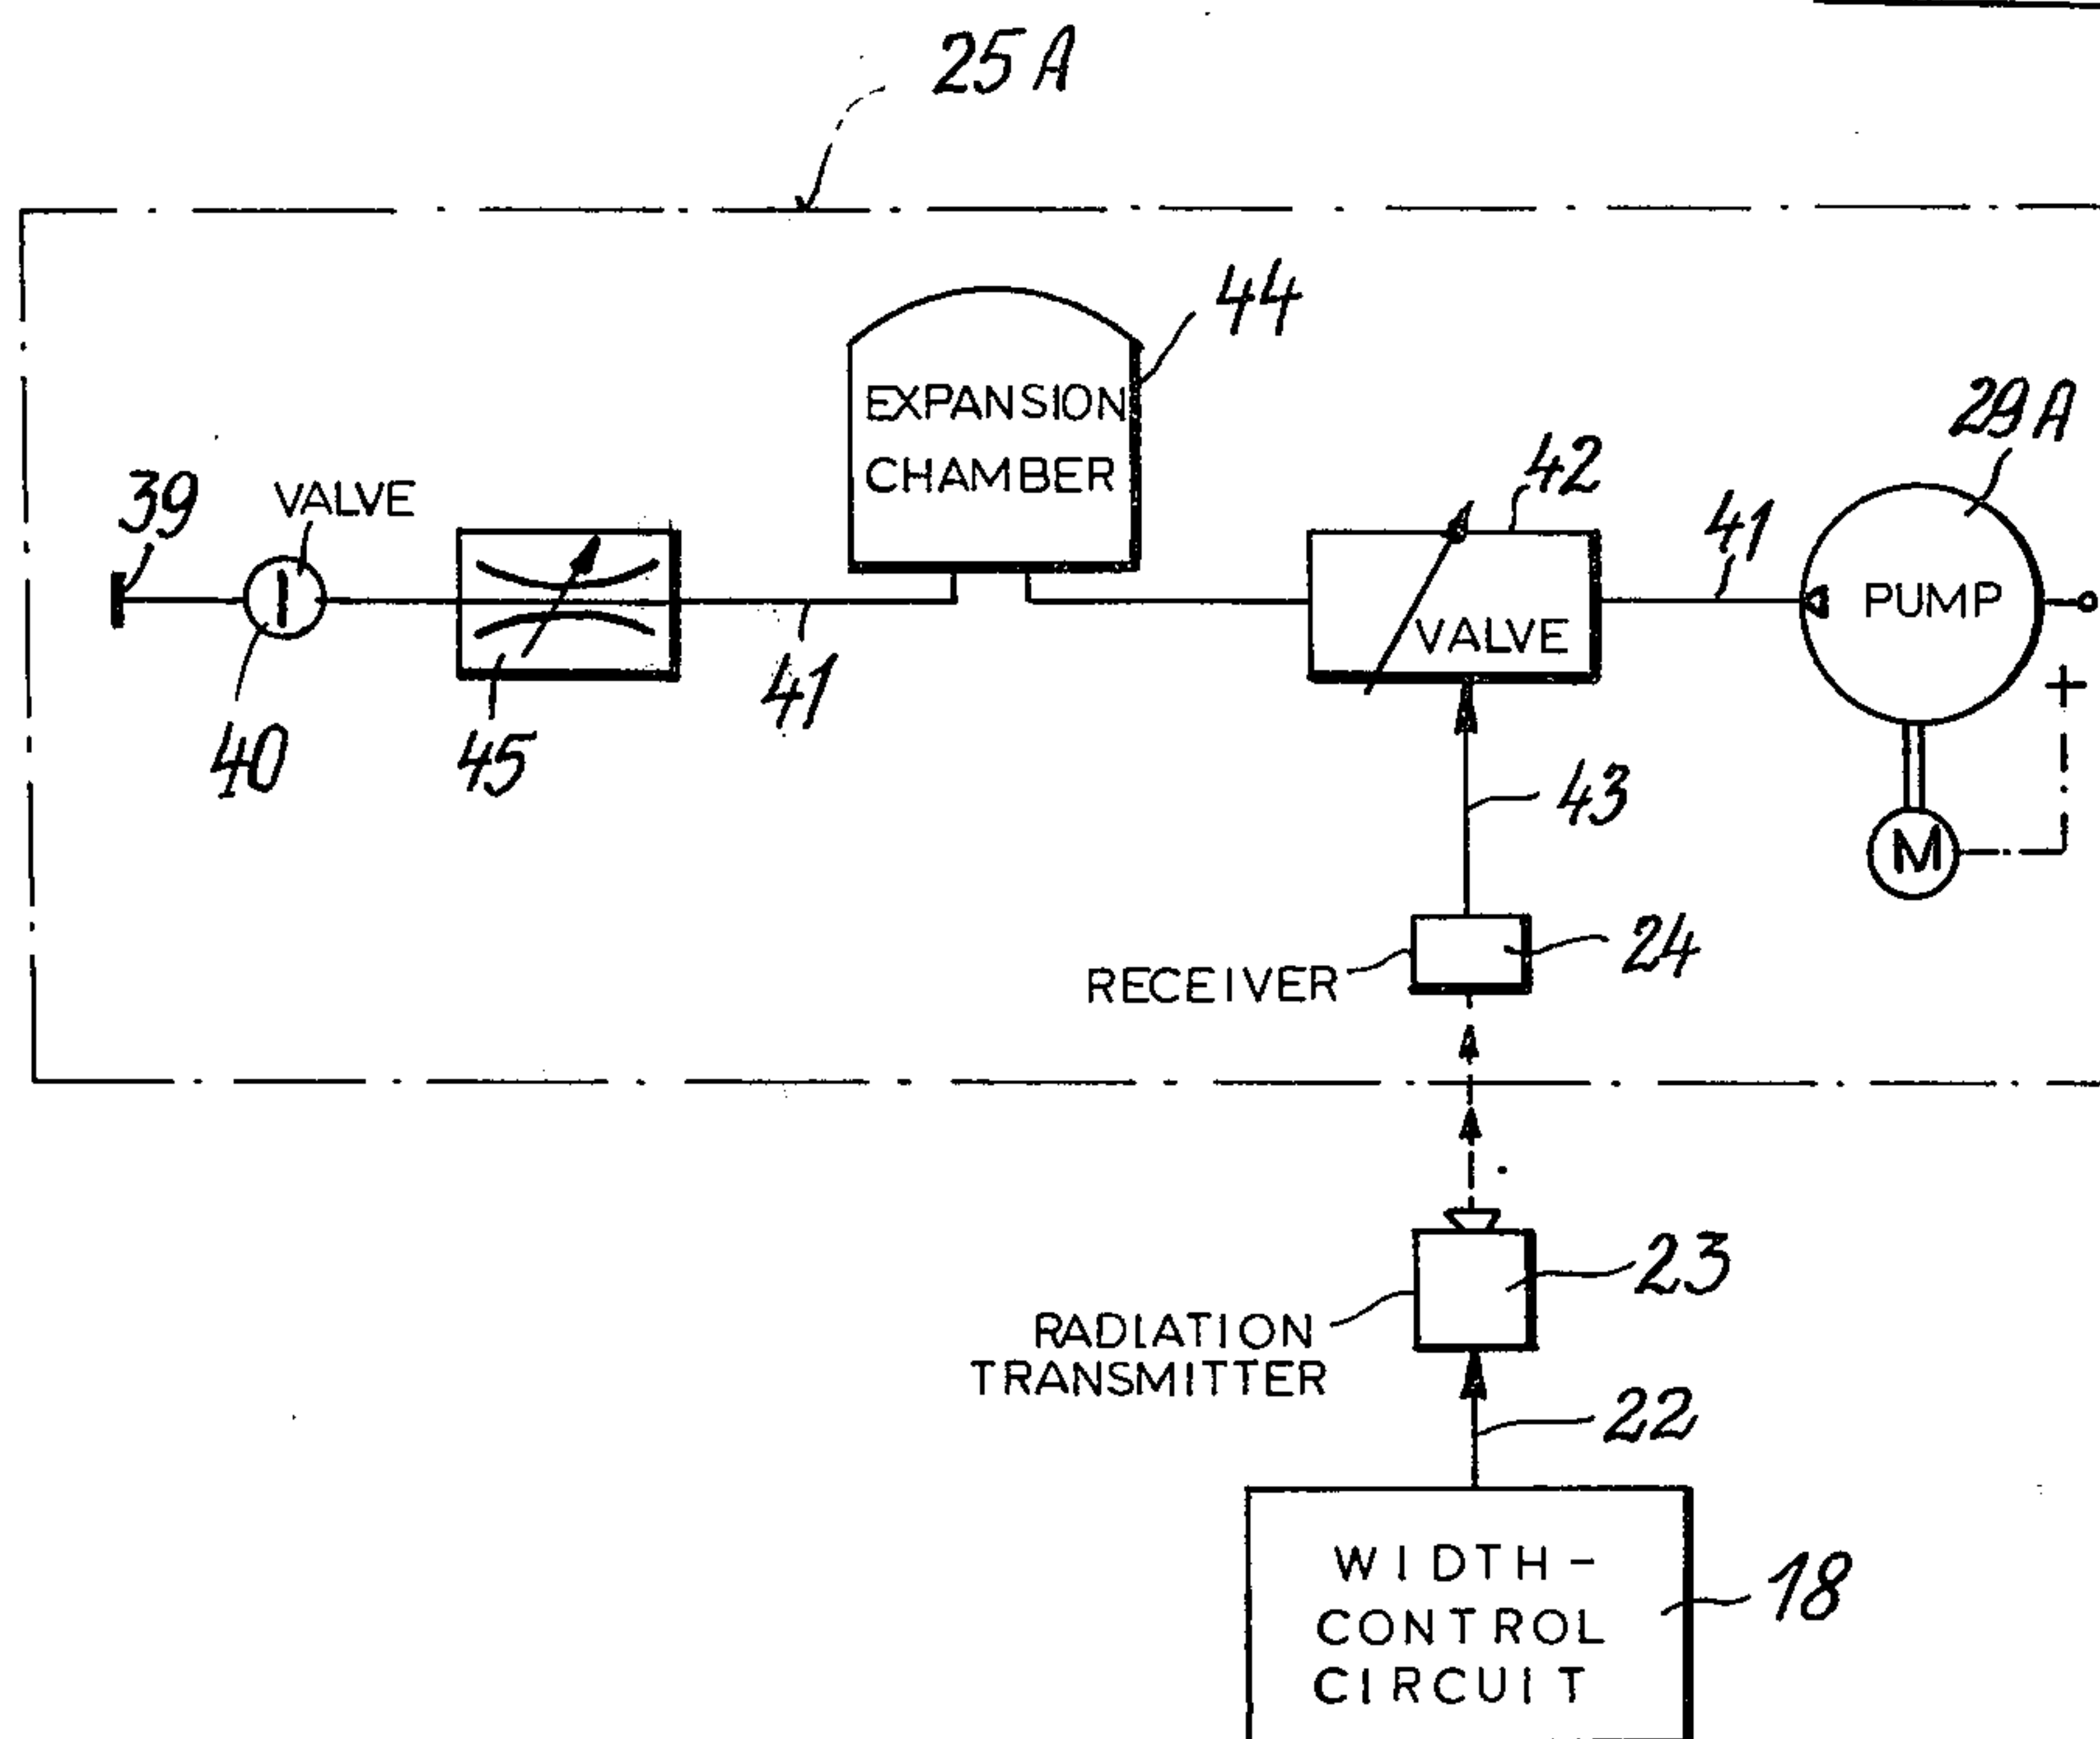 25A
44
EXPANSION
CHAMBER
29A
42
41
39
VALVE
PUMP
VALVE
41
40
45
43
M
24
RECEIVER
23
RADIATION
TRANSMITTER
22
WIDTH-
CONTROL
CIRCUIT
18